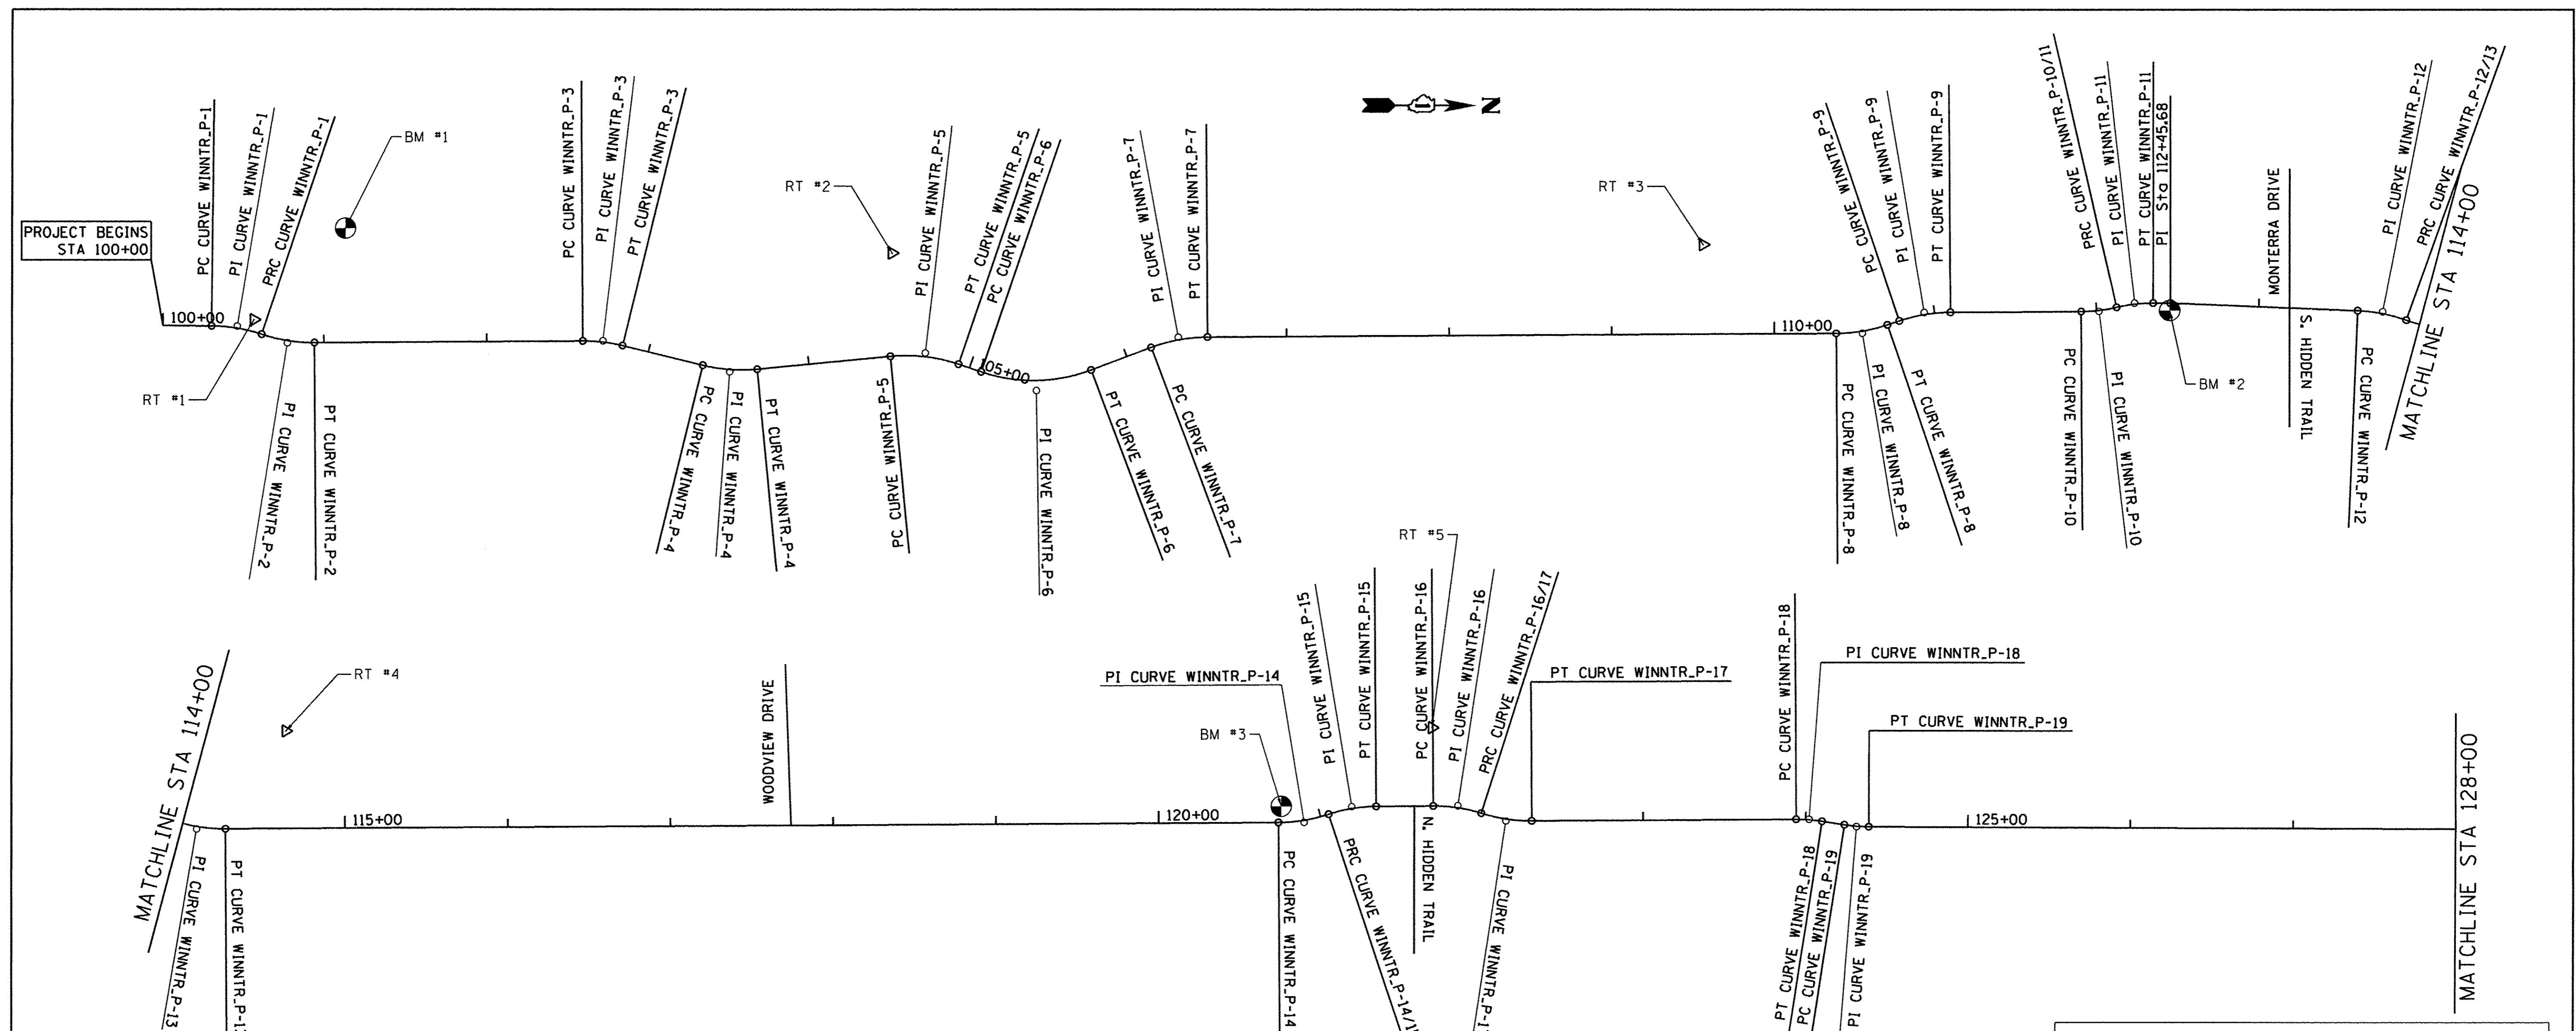 PC CURVE WINNTR_P-1
PI CURVE WINNTR_P-1
PRC CURVE WINNTR_P-1
BM #1
PC CURVE WINNTR_P-3
PI CURVE WINNTR_P-3
PT CURVE WINNTR_P-3
RT #2
PI CURVE WINNTR_P-5
PT CURVE WINNTR_P-5
PC CURVE WINNTR_P-6
PI CURVE WINNTR_P-7
PT CURVE WINNTR_P-7
N
RT #3
PC CURVE WINNTR_P-9
PI CURVE WINNTR_P-9
PT CURVE WINNTR_P-9
PRC CURVE WINNTR_P-10/11
PI CURVE WINNTR_P-11
PT CURVE WINNTR_P-11
PI Sta 112+45.68
MONTERRA DRIVE
PI CURVE WINNTR_P-12
PRC CURVE WINNTR_P-12/13
MATCHLINE STA 114+00
PROJECT BEGINS
STA 100+00
100+00
105+00
110+00
RT #1
PI CURVE WINNTR_P-2
PT CURVE WINNTR_P-2
PC CURVE WINNTR_P-4
PI CURVE WINNTR_P-4
PT CURVE WINNTR_P-4
PC CURVE WINNTR_P-5
PI CURVE WINNTR_P-6
PT CURVE WINNTR_P-6
PC CURVE WINNTR_P-7
PC CURVE WINNTR_P-8
PI CURVE WINNTR_P-8
PT CURVE WINNTR_P-8
PC CURVE WINNTR_P-10
PI CURVE WINNTR_P-10
BM #2
S. HIDDEN TRAIL
PC CURVE WINNTR_P-12
MATCHLINE STA 114+00
RT #4
WOODVIEW DRIVE
PI CURVE WINNTR_P-14
BM #3
PI CURVE WINNTR_P-15
PT CURVE WINNTR_P-15
RT #5
PC CURVE WINNTR_P-16
PI CURVE WINNTR_P-16
PRC CURVE WINNTR_P-16/17
PT CURVE WINNTR_P-17
PC CURVE WINNTR_P-18
PI CURVE WINNTR_P-18
PT CURVE WINNTR_P-19
MATCHLINE STA 128+00
115+00
120+00
125+00
PI CURVE WINNTR_P-13
PT CURVE
PC CURVE WINNTR_P-14
PRC CURVE
N. HIDDEN TRAIL
PI CURVE
PT CURVE WINNTR_P-18
PC CURVE WINNTR_P-19
PI CURVE WINNTR_P-19